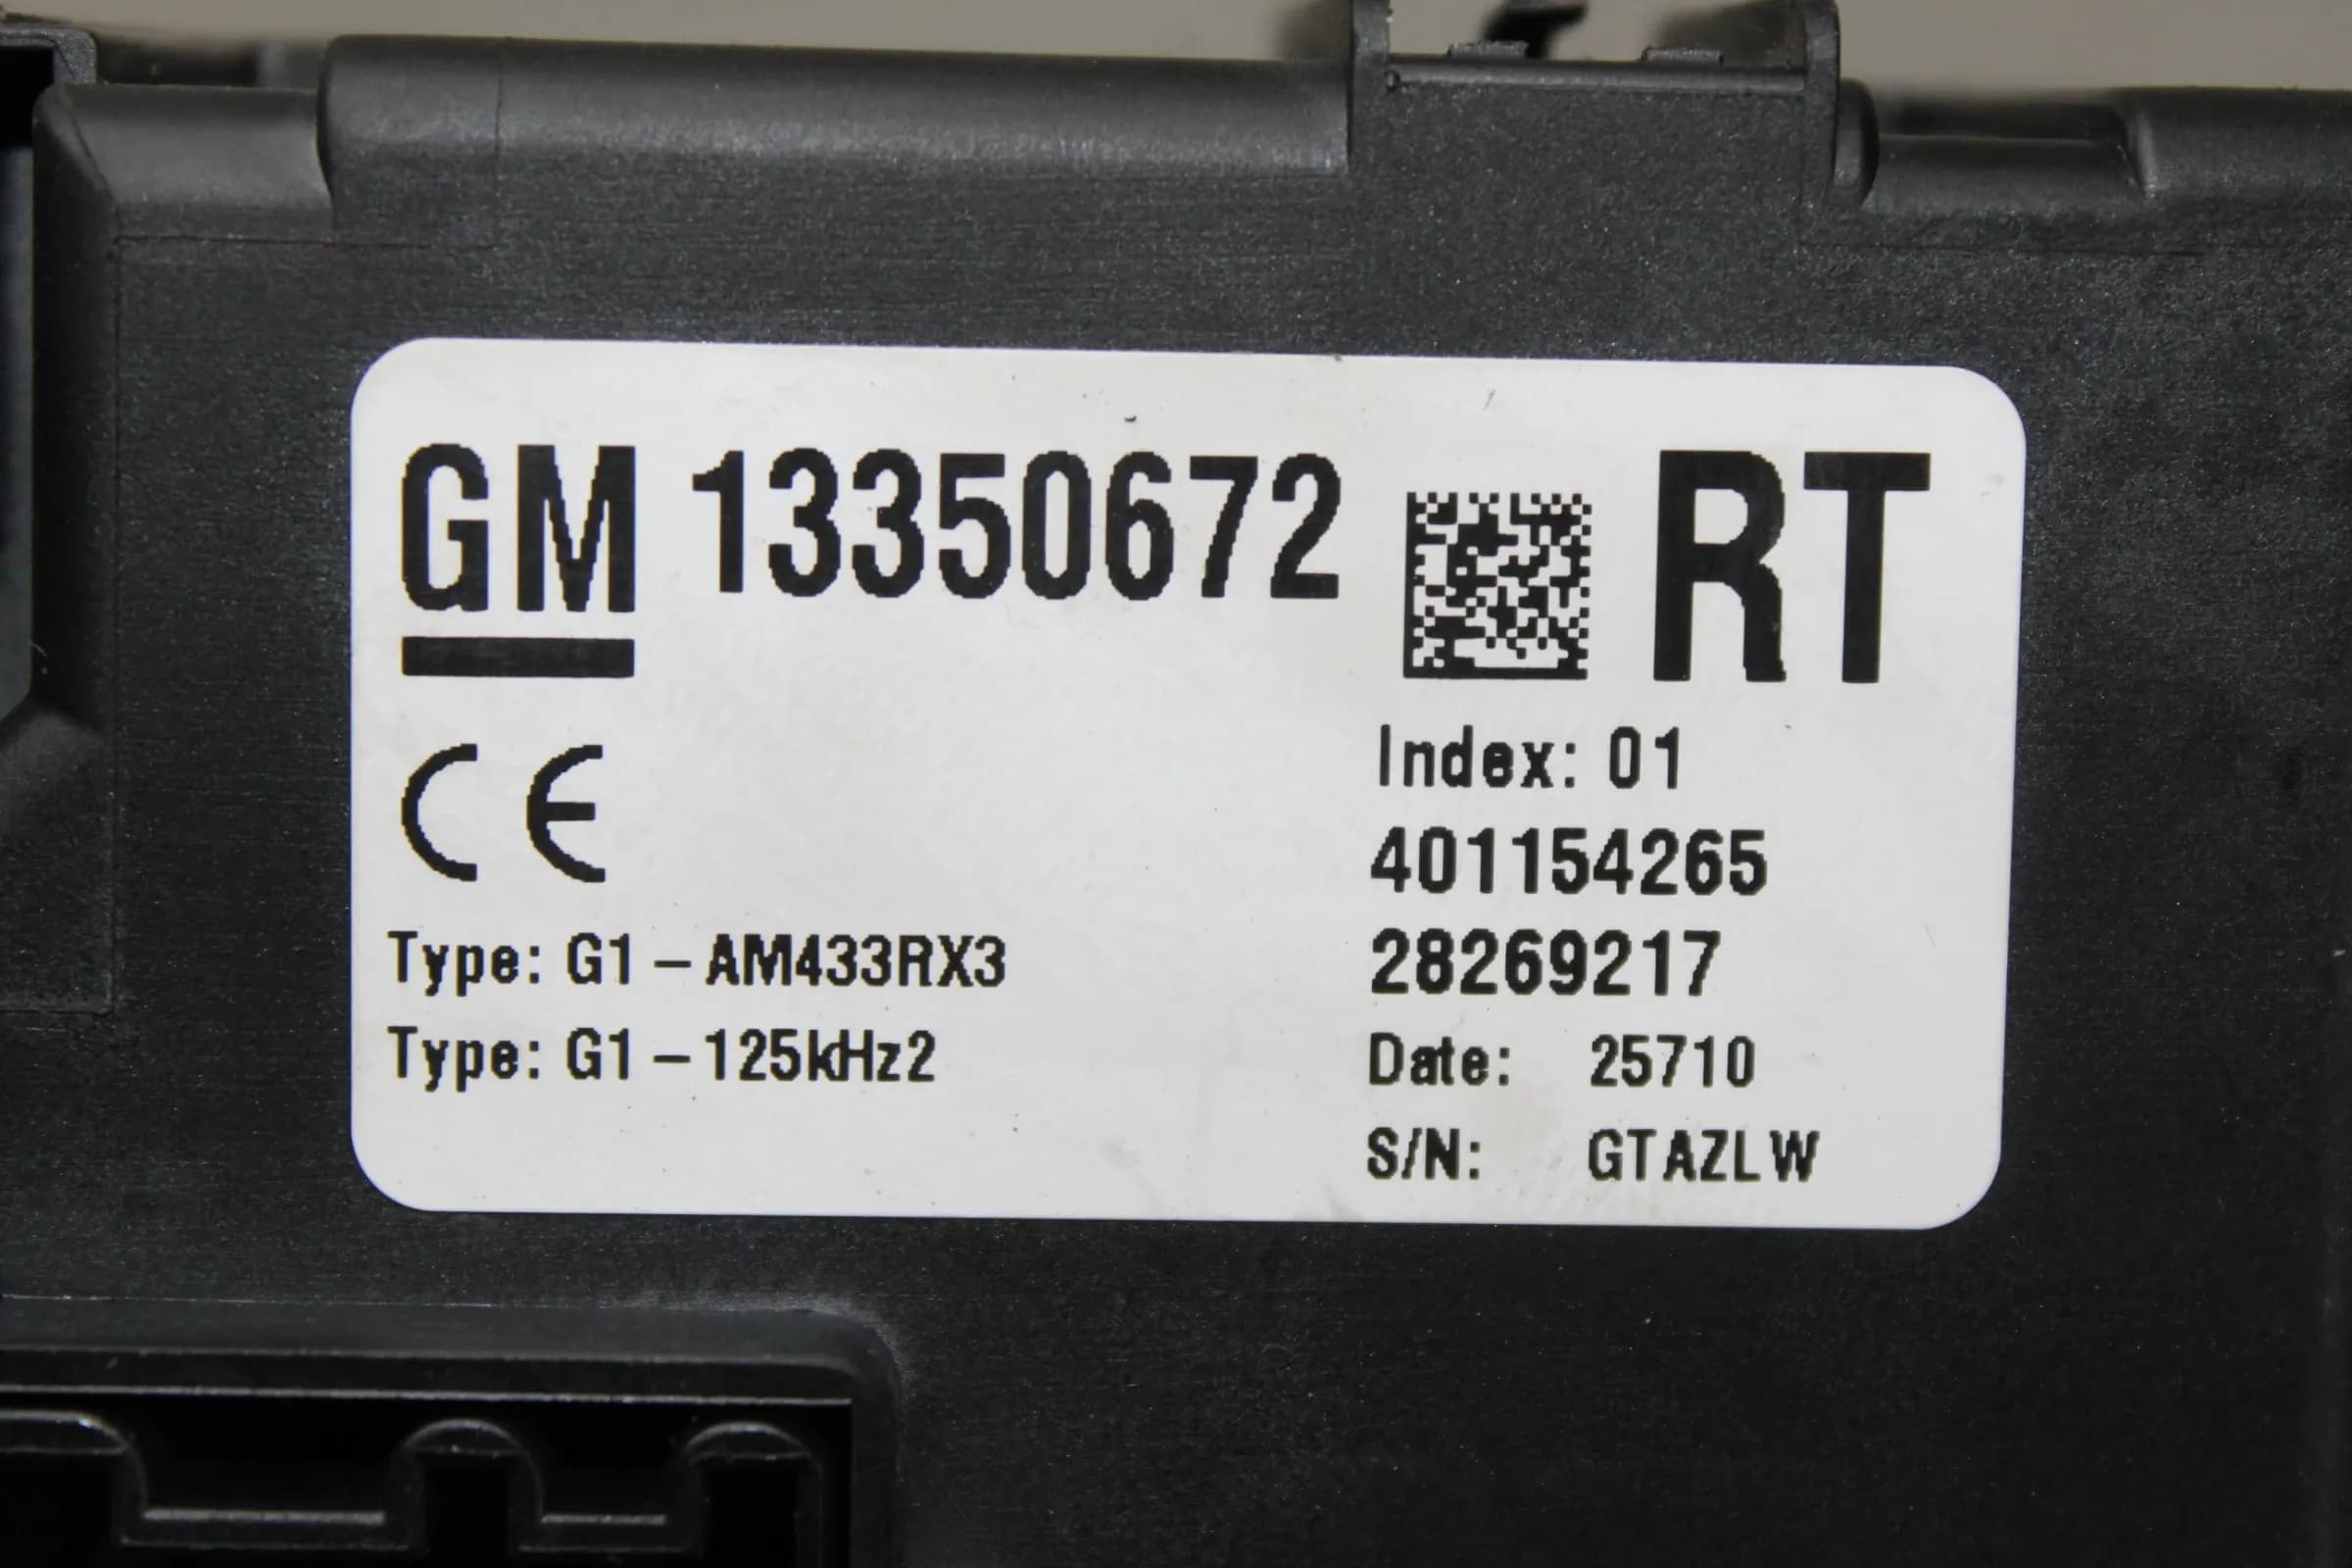 GM 13350672 RT
CE
Index: 01
401154265
28269217
Type: G1-AM433RX3
Type: G1-125kHz2
Date: 25710
S/N: GTAZLW